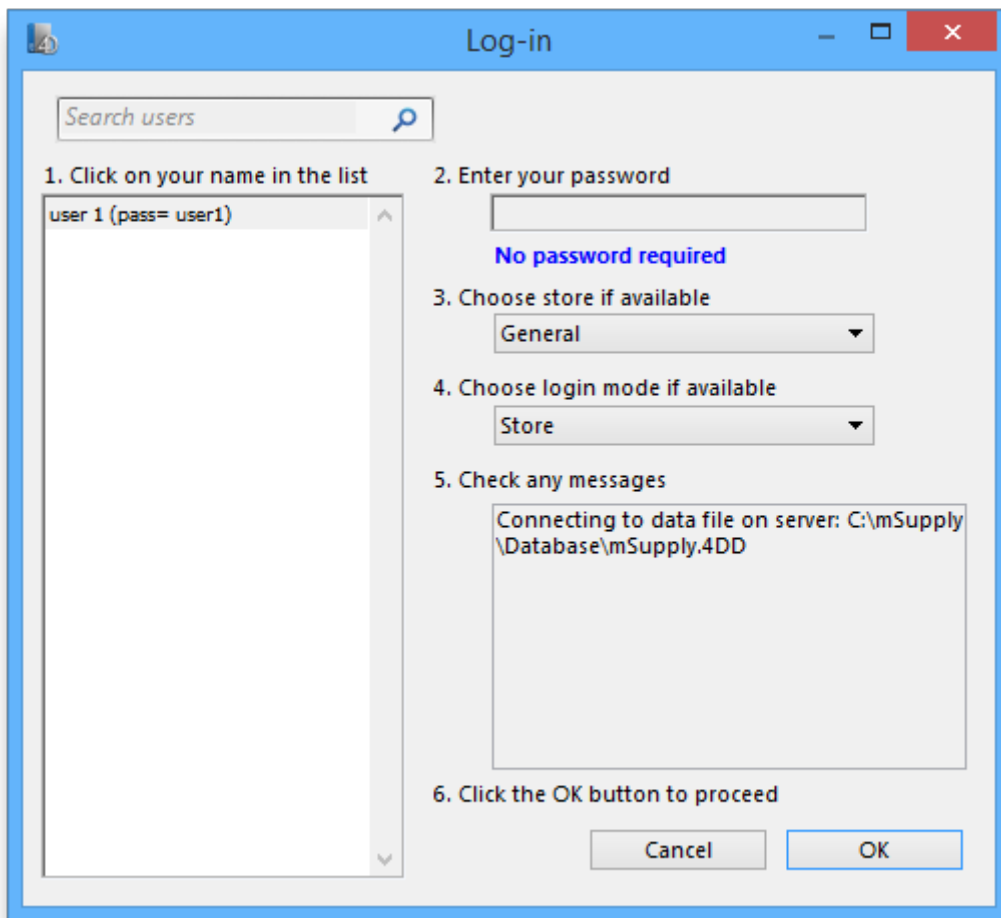 Log-in
Search users
1. Click on your name in the list
user 1 (pass= user1)
2. Enter your password
No password required
3. Choose store if available
General
4. Choose login mode if available
Store
5. Check any messages
Connecting to data file on server: C:\mSupply
\Database\mSupply.4DD
6. Click the OK button to proceed
Cancel
OK